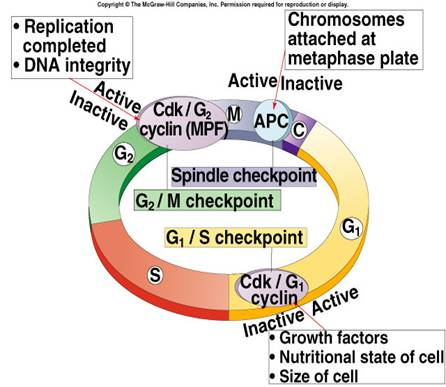 Copyright © The McGraw-Hill Companies, Inc. Permission required for reproduction or display.
• Replication
completed
• DNA integrity
Chromosomes
attached at
metaphase plate
Active
Inactive
Active
Inactive
Cdk / G2
cyclin (MPF)
M
APC
C
G2
Spindle checkpoint
G2 / M checkpoint
G1 / S checkpoint
G1
S
Cdk / G1
cyclin
Inactive
Active
• Growth factors
• Nutritional state of cell
• Size of cell